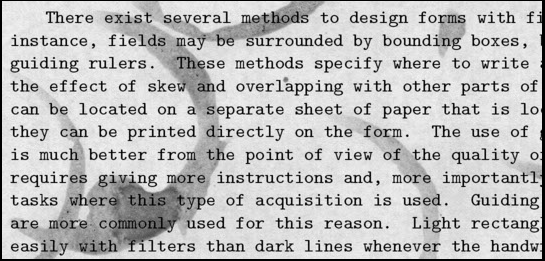 There exist several methods to design forms with fi
instance, fields may be surrounded by bounding boxes,
guiding rulers. These methods specify where to write
the effect of skew and overlapping with other parts of
can be located on a separate sheet of paper that is lo
they can be printed directly on the form. The use of
is much better from the point of view of the quality o
requires giving more instructions and, more importantly
tasks where this type of acquisition is used. Guiding
are more commonly used for this reason. Light rectang
easily with filters than dark lines whenever the handw